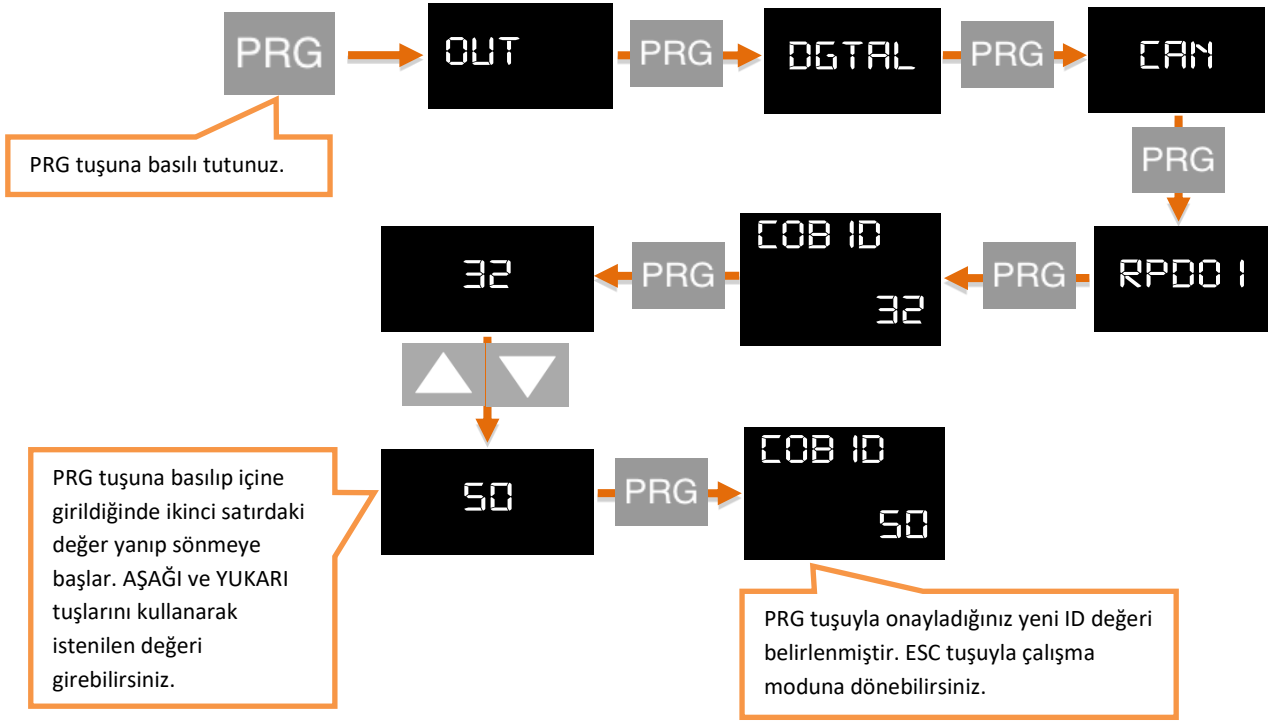 PRG
OUT
PRG
DGTAL
PRG
CAN
PRG tuşuna basılı tutunuz.
PRG
RPDO1
PRG
COB ID
32
PRG
32
50
PRG
COB ID
50
PRG tuşuna basılıp içine
girildiğinde ikinci satırdaki
değer yanıp sönmeye
başlar. AŞAĞI ve YUKARI
tuşlarını kullanarak
istenilen değeri
girebilirsiniz.
PRG tuşuyla onayladığınız yeni ID değeri
belirlenmiştir. ESC tuşuyla çalışma
moduna dönebilirsiniz.